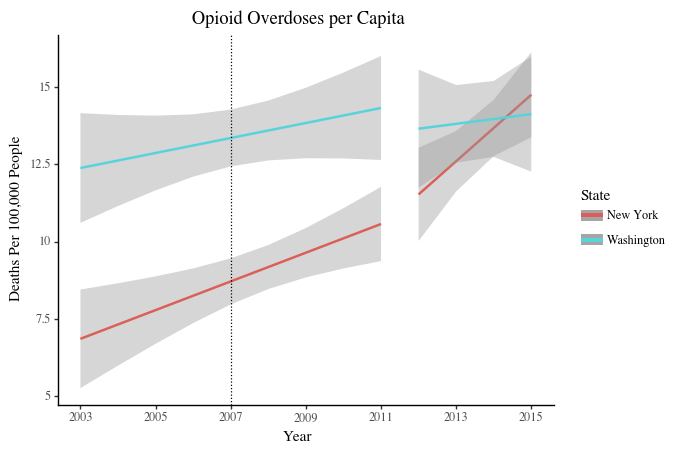 Opioid Overdoses per Capita
Deaths Per 100,000 People
15
12.5
10
7.5
5
2003 2005 2007 2009 2011 2013 2015
Year
State
New York
Washington